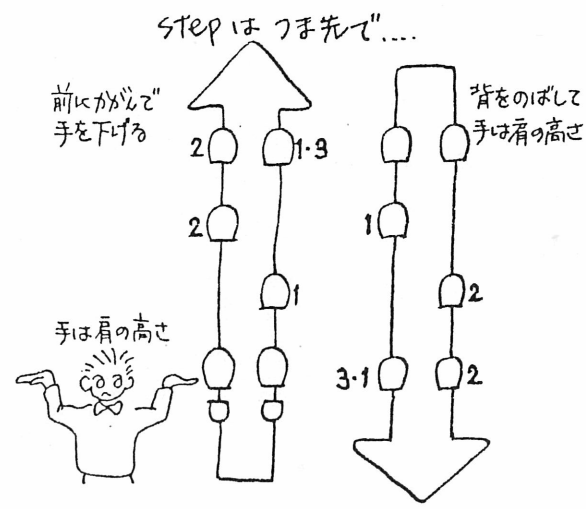 stepは つま先で....
前にかがんで
手を下げる
2
1・3
2
1
手は肩の高さ
背をのばして
手は肩の高さ
1
2
3・1
2